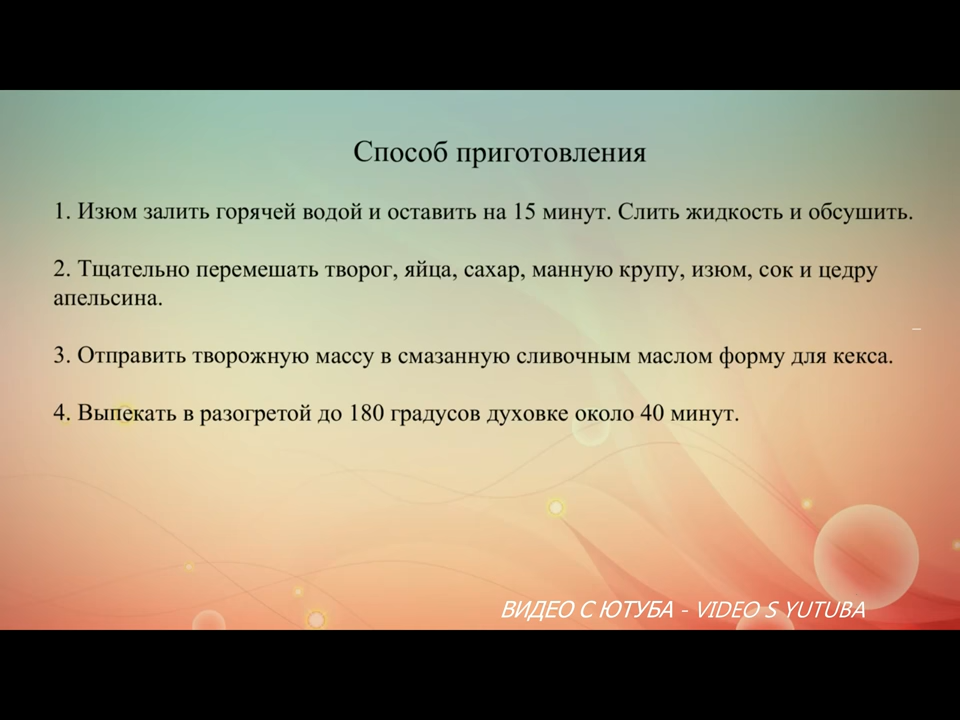 Способ приготовления
1. Изюм залить горячей водой и оставить на 15 минут. Слить жидкость и обсушить.
2. Тщательно перемешать творог, яйца, сахар, манную крупу, изюм, сок и цедру
апельсина.
3. Отправить творожную массу в смазанную сливочным маслом форму для кекса.
4. Выпекать в разогретой до 180 градусов духовке около 40 минут.
ВИДЕО С ЮТУБА - VIDEO S YUTUBA